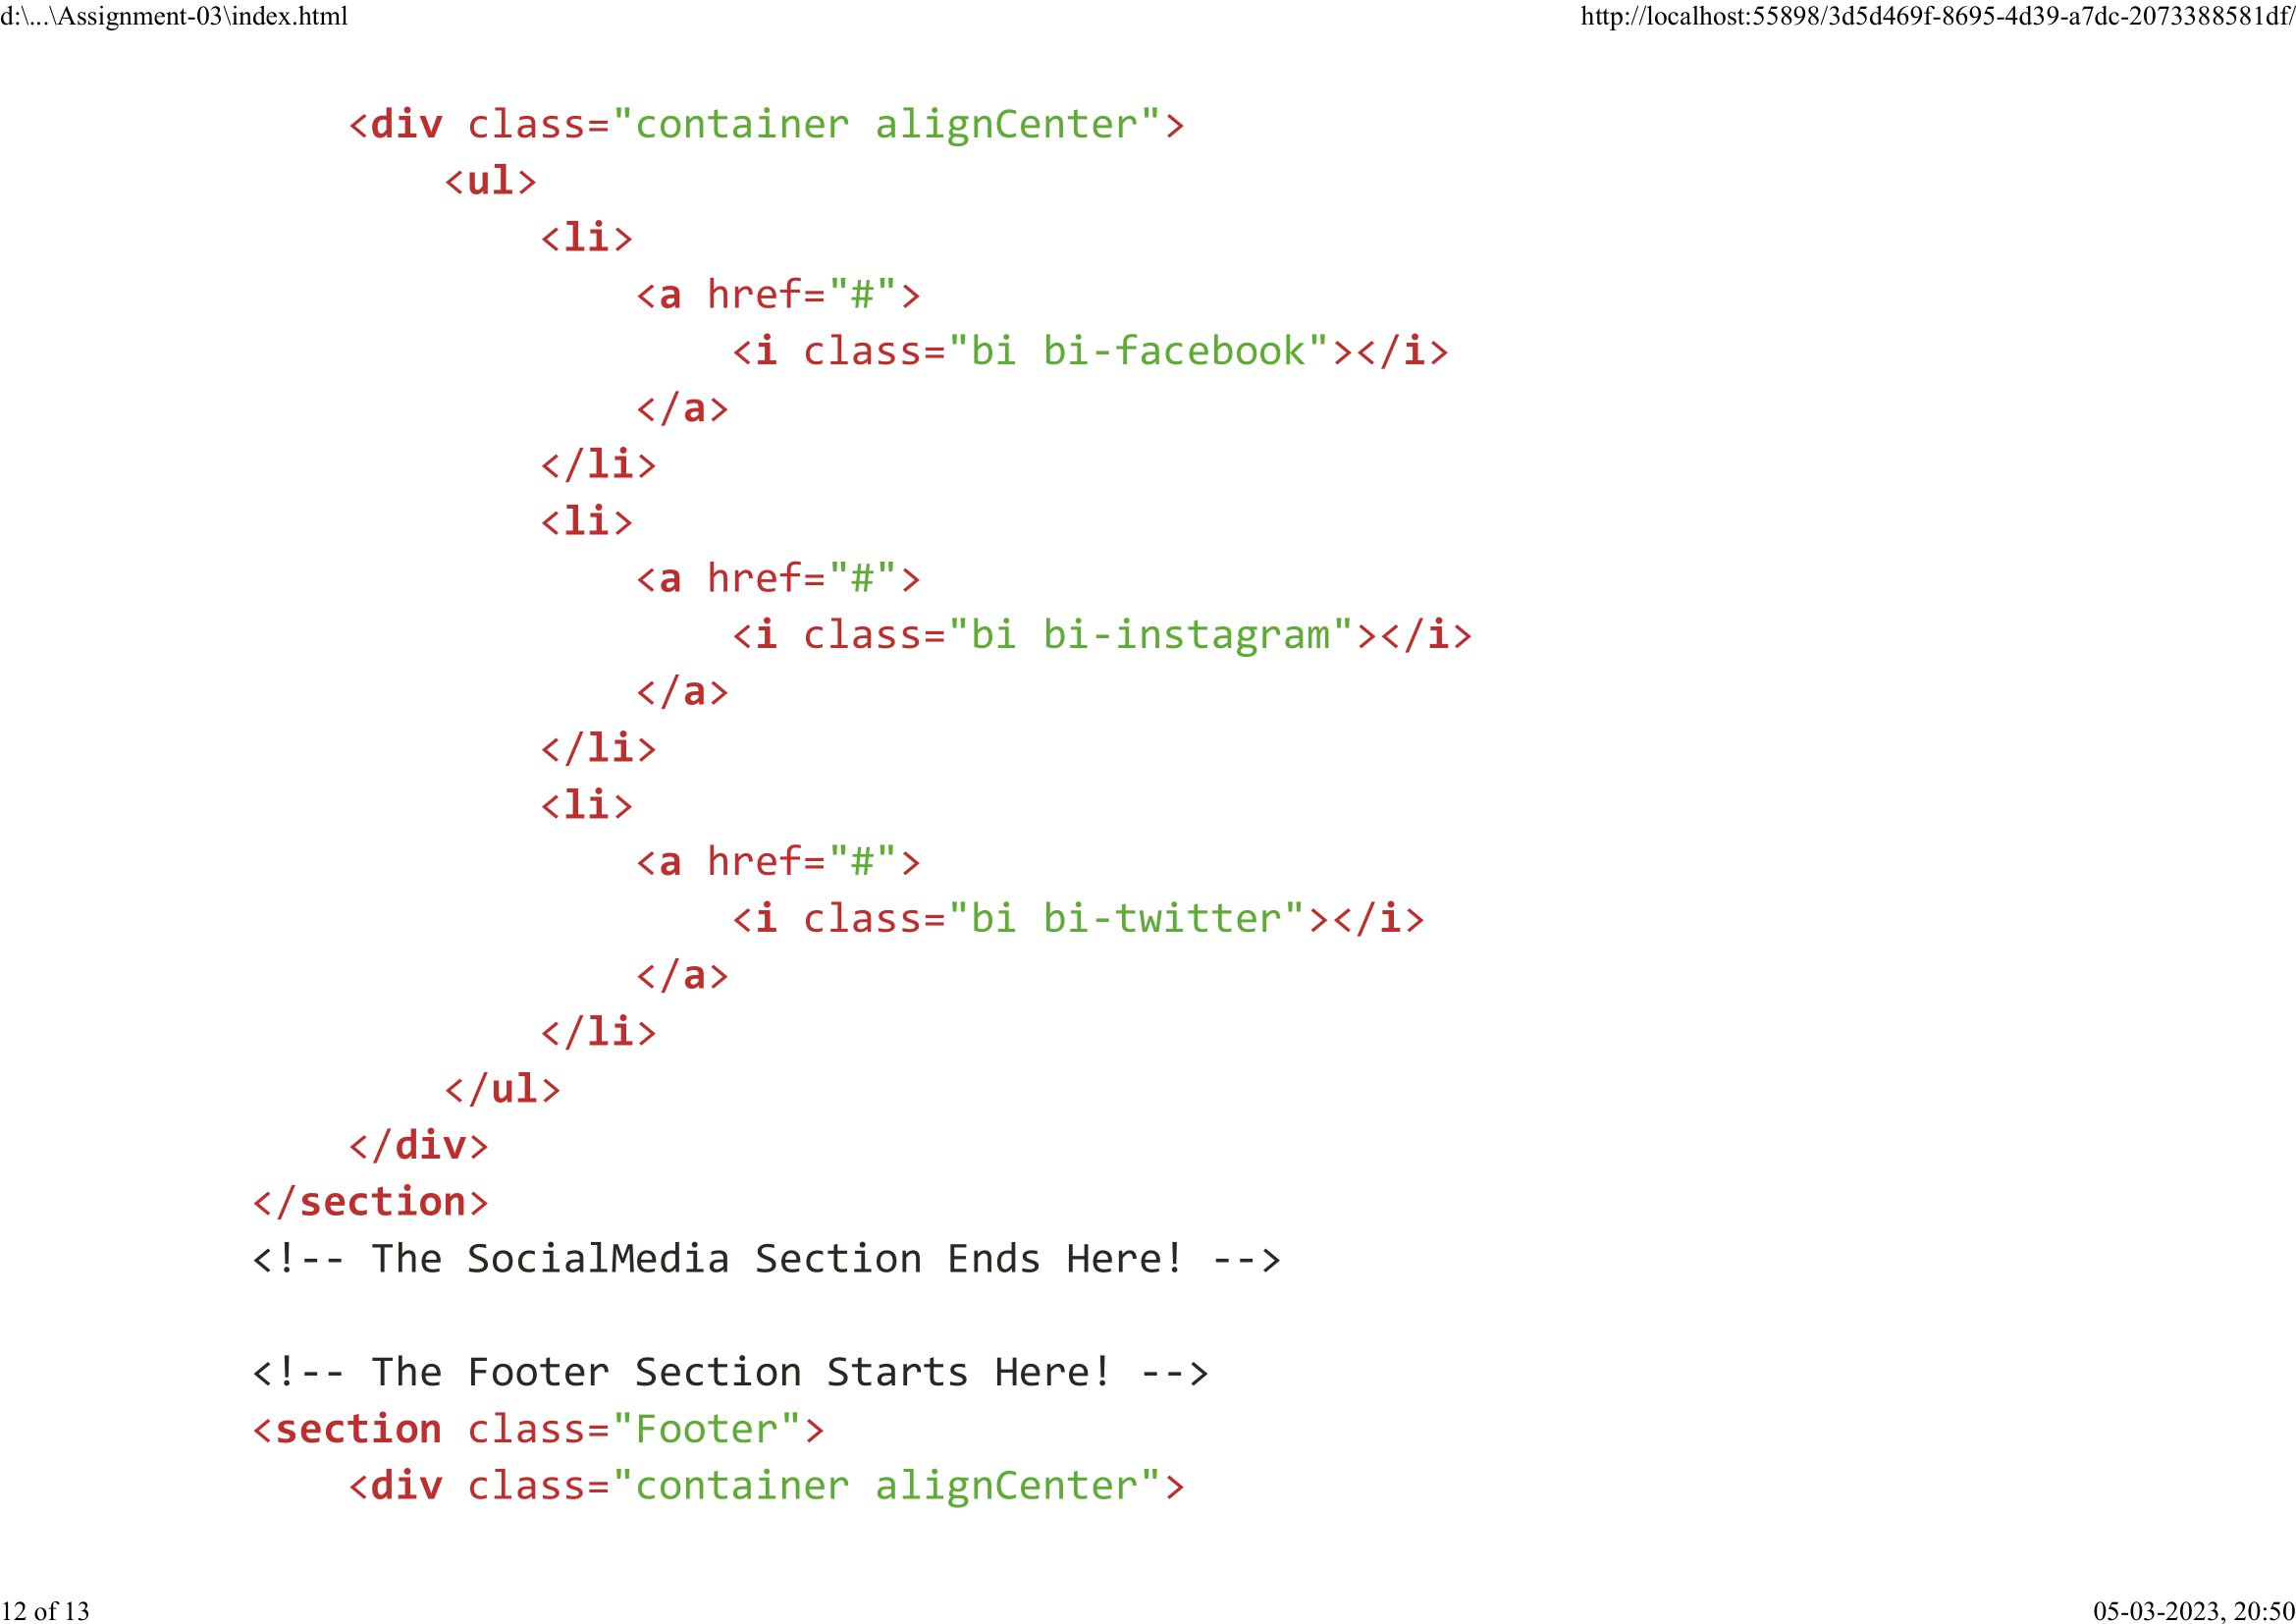 d:\...\Assignment-03\index.html http://localhost:55898/3d5d469f-8695-4d39-a7dc-2073388581df/
<div class="container alignCenter">
<ul>
<li>
<a href="#">
<i class="bi bi-facebook"></i>
</a>
</li>
<li>
<a href="#">
<i class="bi bi-instagram"></i>
</a>
</li>
<li>
<a href="#">
<i class="bi bi-twitter"></i>
</a>
</li>
</ul>
</div>
</section>
<!-- The SocialMedia Section Ends Here! -->
<!-- The Footer Section Starts Here! -->
<section class="Footer">
<div class="container alignCenter">
12 of 13 05-03-2023, 20:50